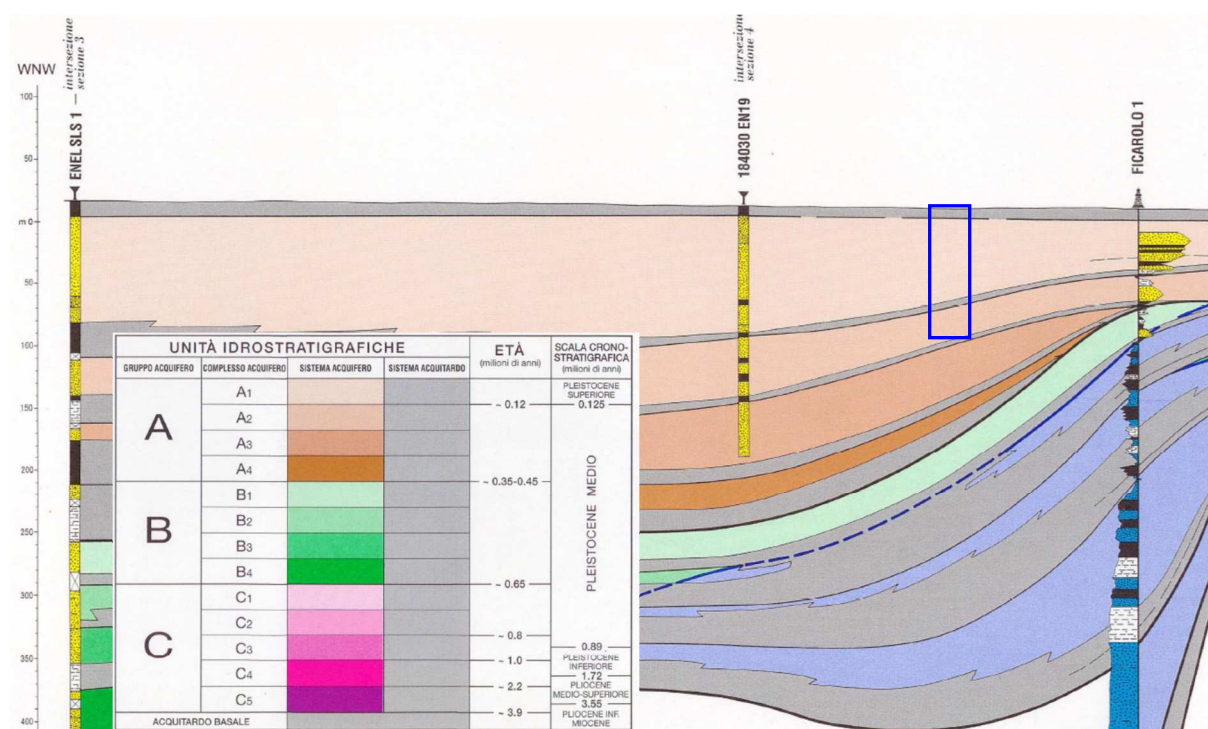 WNW
intersezione
sezione 3
ENEL SLS 1
intersezione
sezione 4
184030 EN19
FICAROLO 1
100
50
m 0
50
100
150
200
250
300
350
400
UNITÀ IDROSTRATIGRAFICHE
ETÀ
(milioni di anni)
SCALA CRONO-
STRATIGRAFICA
(milioni di anni)
GRUPPO ACQUIFERO
COMPLESSO ACQUIFERO
SISTEMA ACQUIFERO
SISTEMA ACQUITARDO
A
A1
A2
A3
A4
B
B1
B2
B3
B4
C
C1
C2
C3
C4
C5
ACQUITARDO BASALE
~ 0.12
~ 0.35-0.45
~ 0.65
~ 0.8
~ 1.0
~ 2.2
~ 3.9
PLEISTOCENE
SUPERIORE
0.125
PLEISTOCENE MEDIO
0.89
PLEISTOCENE
INFERIORE
1.72
PLIOCENE
MEDIO-SUPERIORE
3.55
PLIOCENE INF.
MIOCENE